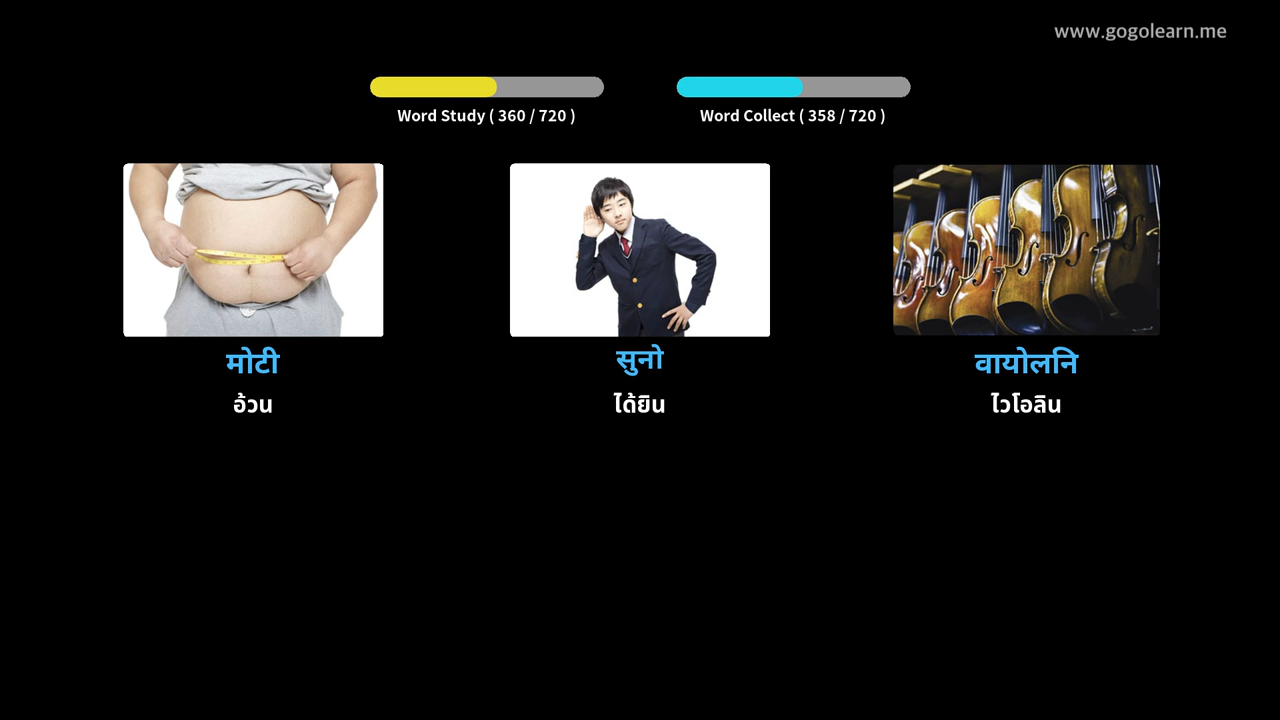 www.gogolearn.me
Word Study ( 360 / 720 )
Word Collect ( 358 / 720 )
मोटी
सुनो
वायोलनि
อ้วน
ได้ยิน
ไวโอลิน